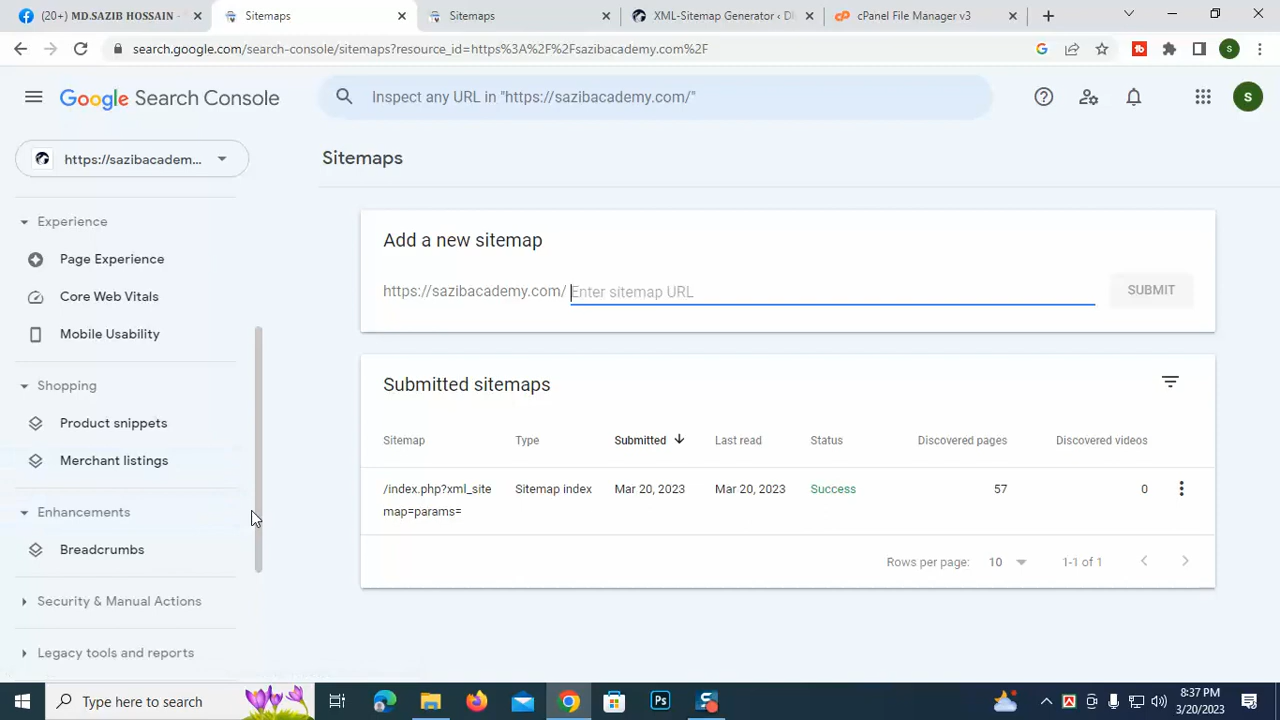 (20+) MD.SAZIB HOSSAIN -
Sitemaps
Sitemaps
XML-Sitemap Generator ‹ D
cPanel File Manager v3
search.google.com/search-console/sitemaps?resource_id=https%3A%2F%2Fsazibacademy.com%2F
S
Google Search Console
Inspect any URL in "https://sazibacademy.com/"
S
https://sazibacadem...
Sitemaps
Experience
Page Experience
Core Web Vitals
Mobile Usability
Shopping
Product snippets
Merchant listings
Enhancements
Breadcrumbs
Security & Manual Actions
Legacy tools and reports
Add a new sitemap
https://sazibacademy.com/ Enter sitemap URL
SUBMIT
Submitted sitemaps
Sitemap Type Submitted Last read Status Discovered pages Discovered videos
/index.php?xml_site Sitemap index Mar 20, 2023 Mar 20, 2023 Success 57 0
map=params=
Rows per page: 10 1-1 of 1
Type here to search
Ps
8:37 PM
3/20/2023